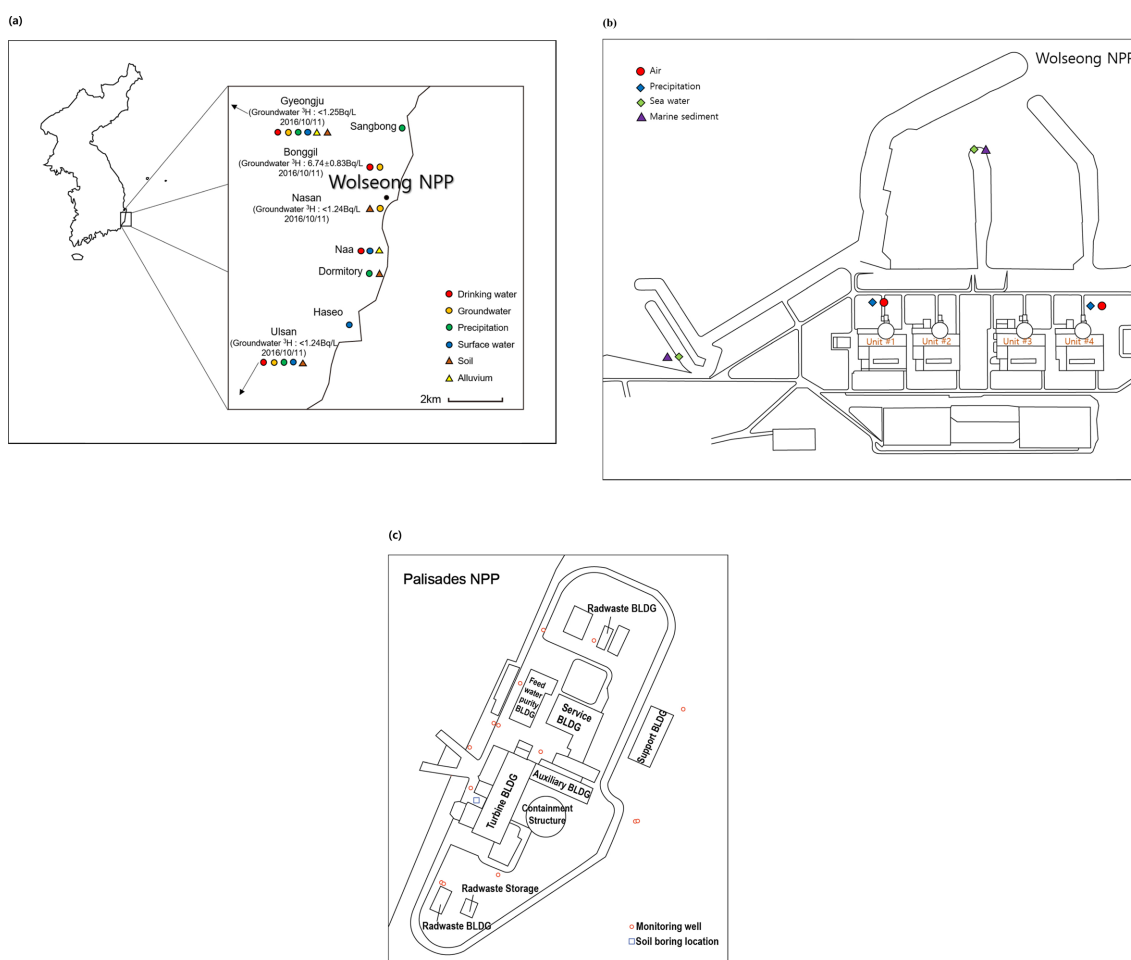 (a)
Gyeongju
(Groundwater ³H : <1.25Bq/L
2016/10/11)
Sangbong
Bonggil
(Groundwater ³H : 6.74±0.83Bq/L
2016/10/11)
Wolseong NPP
Nasan
(Groundwater ³H : <1.24Bq/L
2016/10/11)
Naa
Dormitory
Haseo
Ulsan
(Groundwater ³H : <1.24Bq/L
2016/10/11)
Drinking water
Groundwater
Precipitation
Surface water
Soil
Alluvium
2km
(b)
Wolseong NPP
Air
Precipitation
Sea water
Marine sediment
Unit #1
Unit #2
Unit #3
Unit #4
(c)
Palisades NPP
Radwaste BLDG
Feed
water
purity
BLDG
Service
BLDG
Support BLDG
Auxiliary BLDG
Turbine BLDG
Containment
Structure
Radwaste Storage
Radwaste BLDG
Monitoring well
Soil boring location